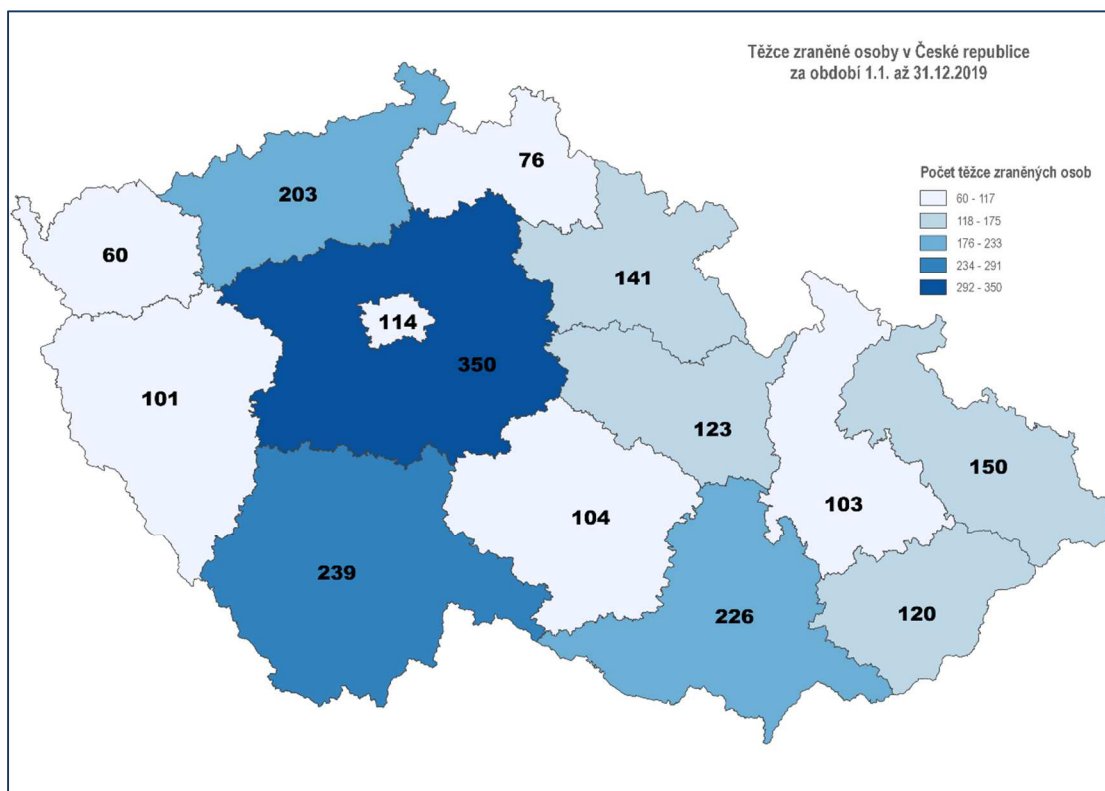 Těžce zraněné osoby v České republice
za období 1.1. až 31.12.2019
Počet těžce zraněných osob
60 - 117
118 - 175
176 - 233
234 - 291
292 - 350
76
203
60
141
114
350
101
123
150
103
104
239
226
120